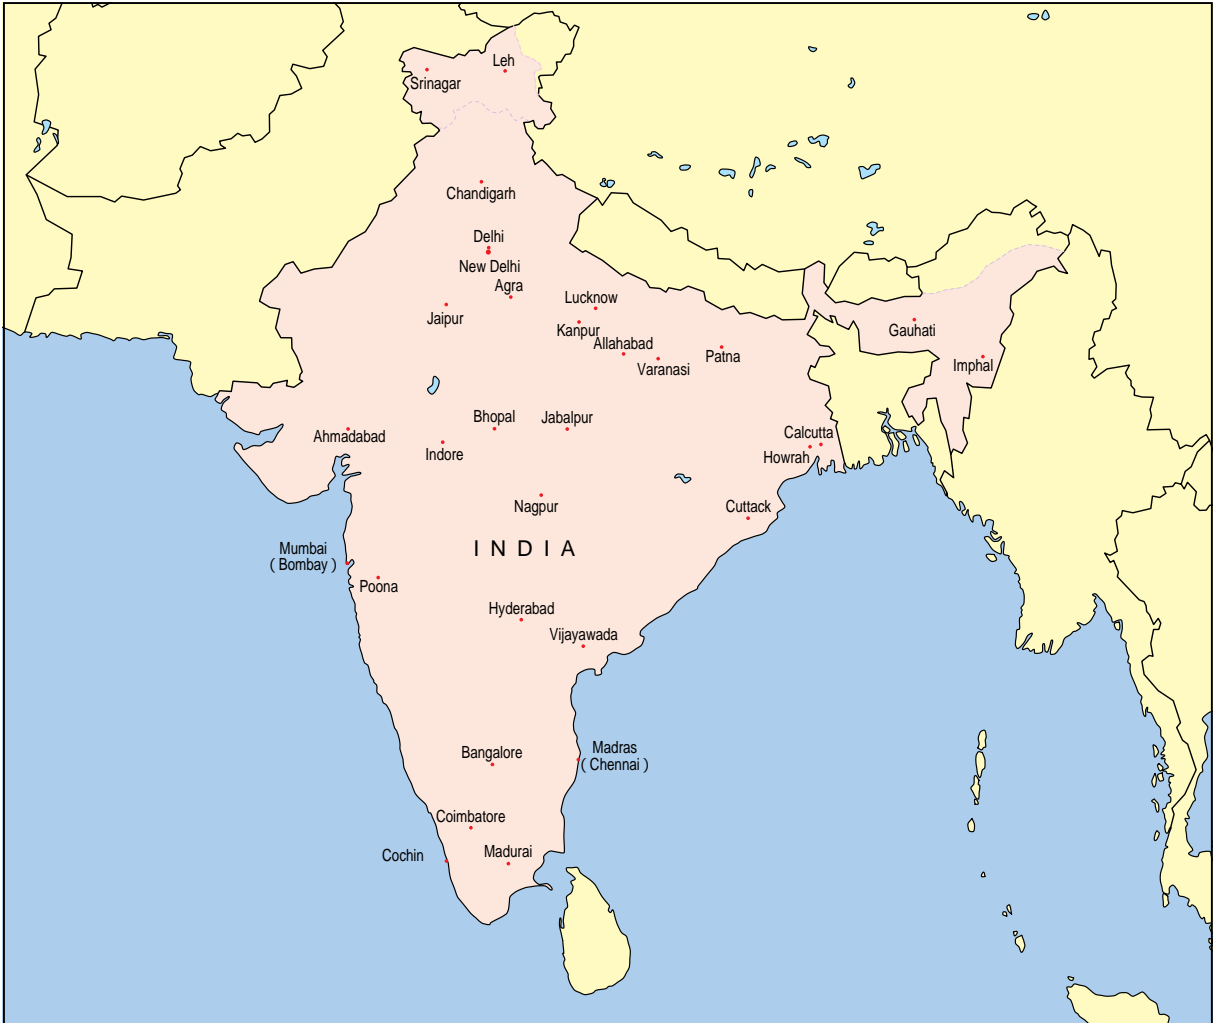 Leh
Srinagar
Chandigarh
Delhi
New Delhi
Agra
Lucknow
Jaipur
Kanpur
Gauhati
Allahabad
Patna
Varanasi
Imphal
Bhopal
Jabalpur
Ahmadabad
Calcutta
Indore
Howrah
Nagpur
Cuttack
INDIA
Mumbai
( Bombay )
Poona
Hyderabad
Vijayawada
Bangalore
Madras
( Chennai )
Coimbatore
Cochin
Madurai